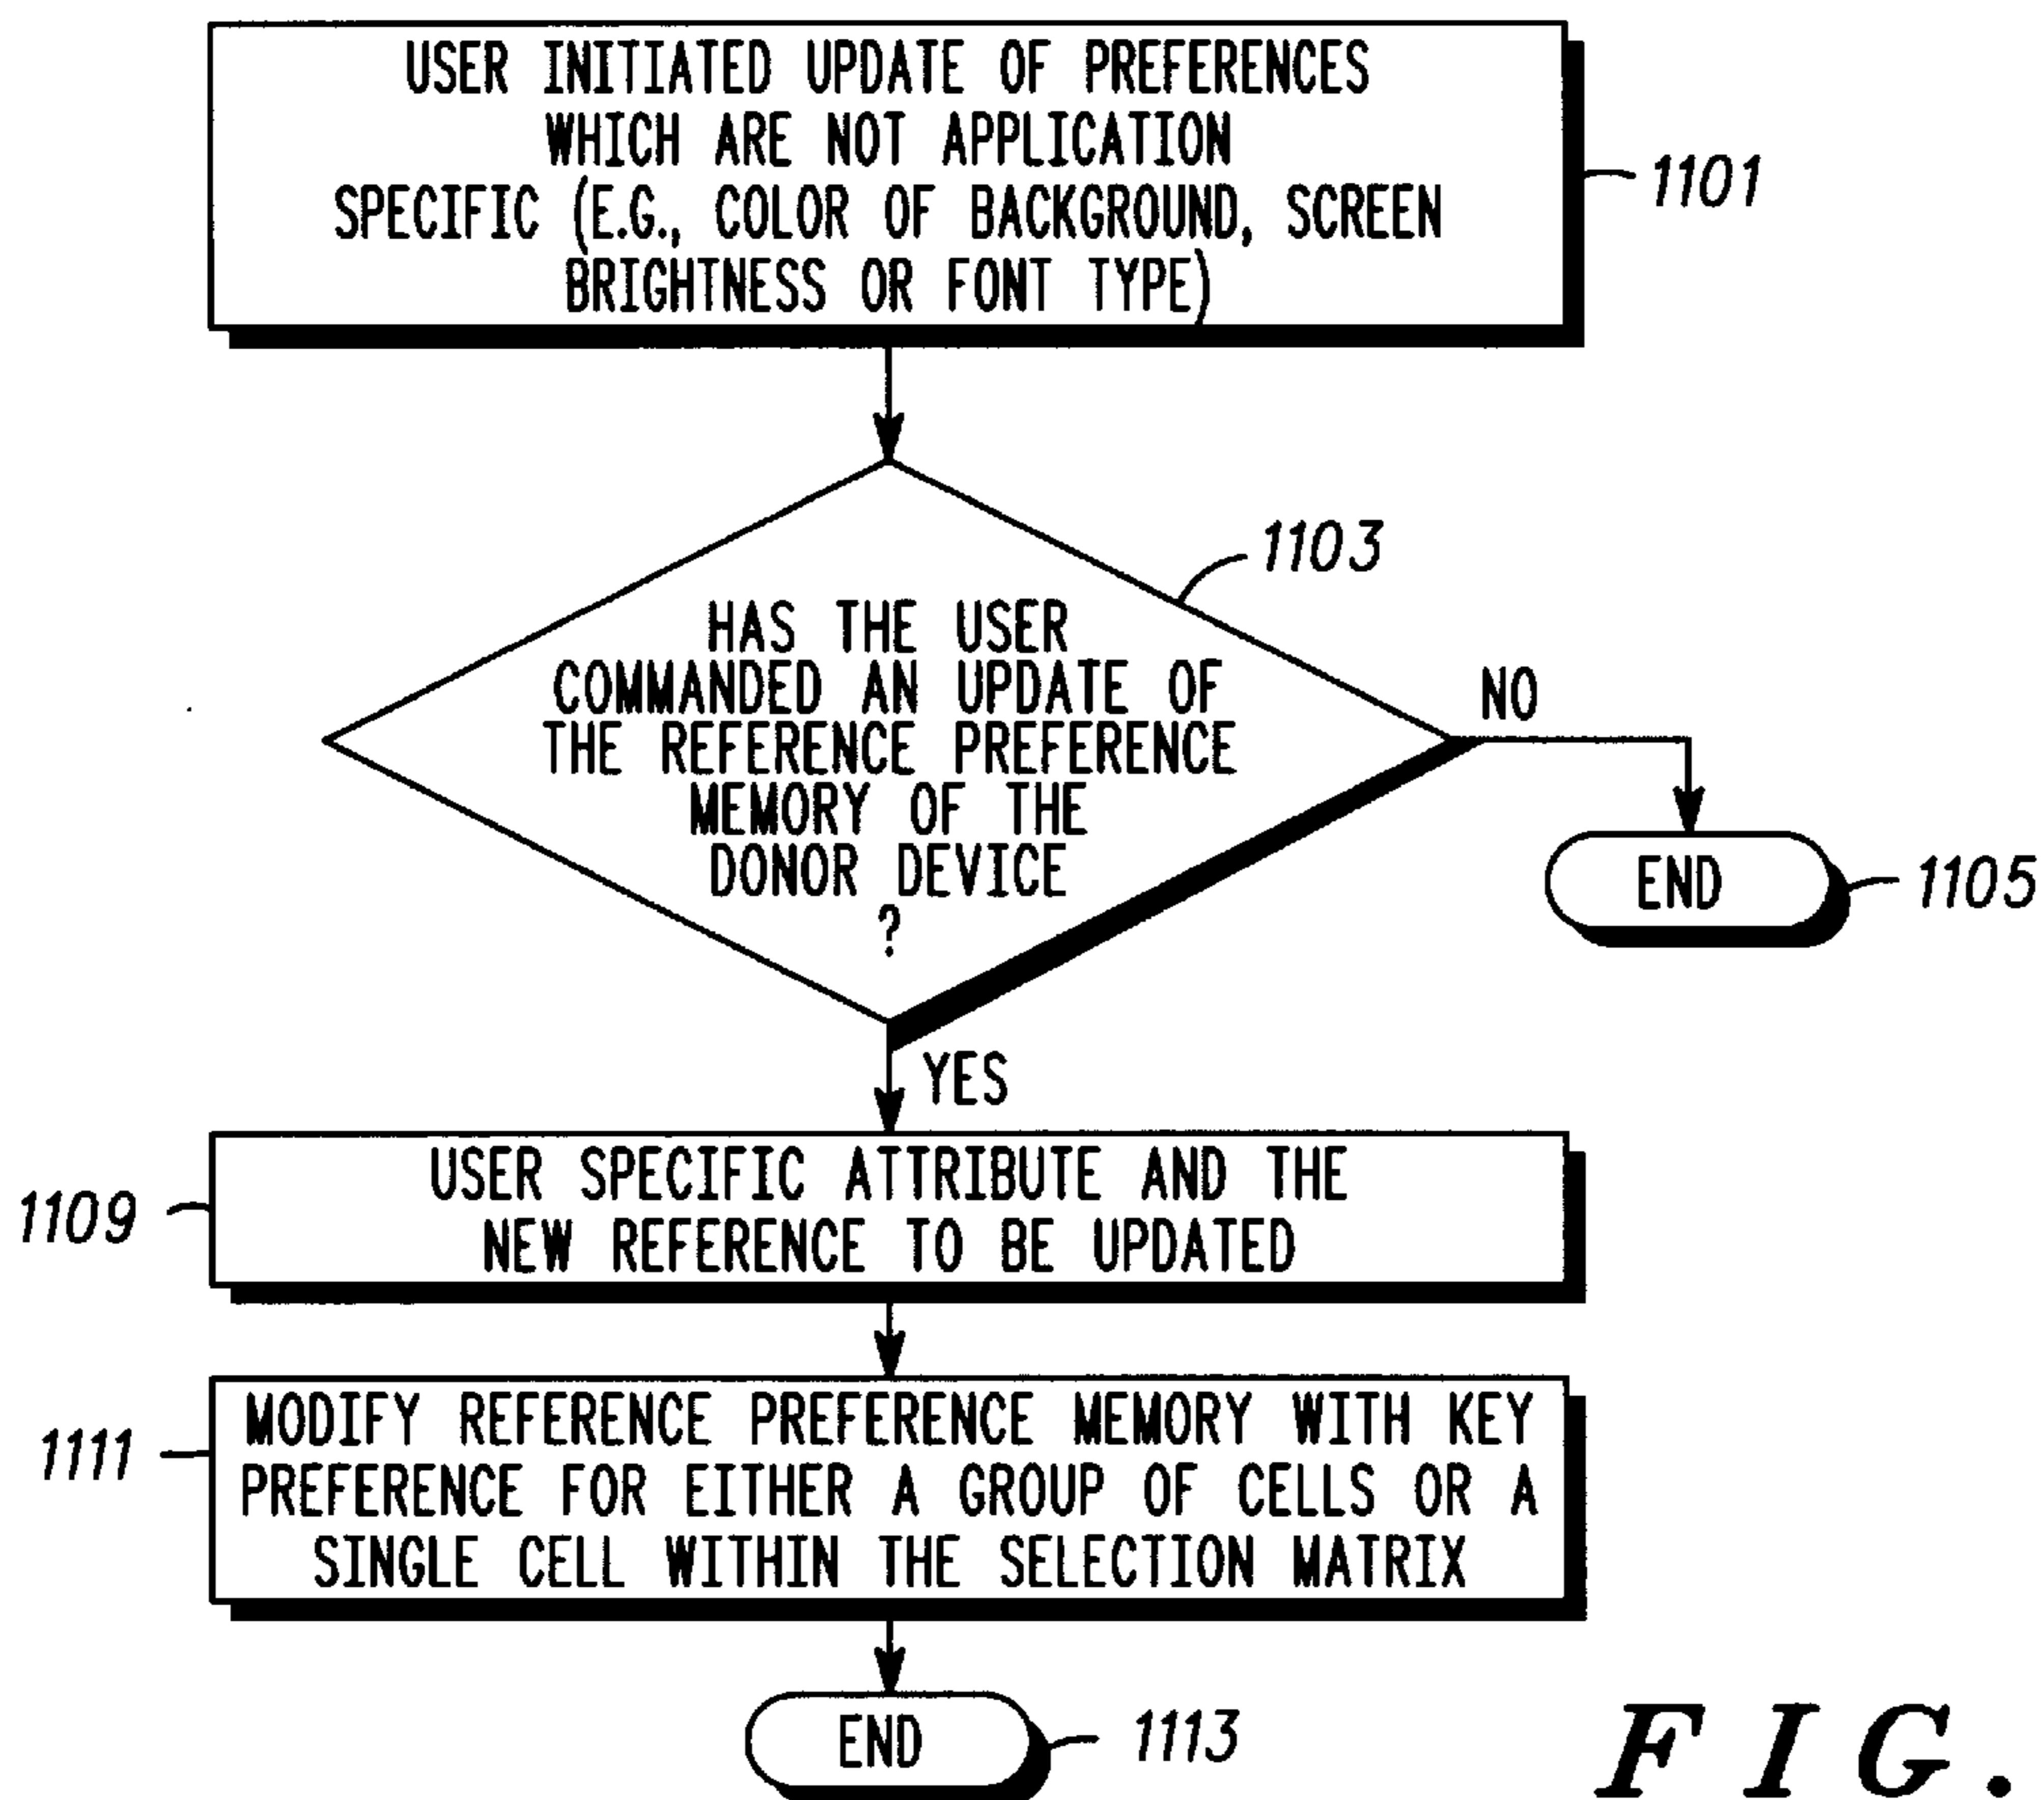 USER INITIATED UPDATE OF PREFERENCES
WHICH ARE NOT APPLICATION
SPECIFIC (E.G., COLOR OF BACKGROUND, SCREEN
BRIGHTNESS OR FONT TYPE)
1101
1103
HAS THE USER
COMMANDED AN UPDATE OF
THE REFERENCE PREFERENCE
MEMORY OF THE
DONOR DEVICE
?
NO
END
1105
YES
1109
USER SPECIFIC ATTRIBUTE AND THE
NEW REFERENCE TO BE UPDATED
1111
MODIFY REFERENCE PREFERENCE MEMORY WITH KEY
PREFERENCE FOR EITHER A GROUP OF CELLS OR A
SINGLE CELL WITHIN THE SELECTION MATRIX
END
1113
FIG.